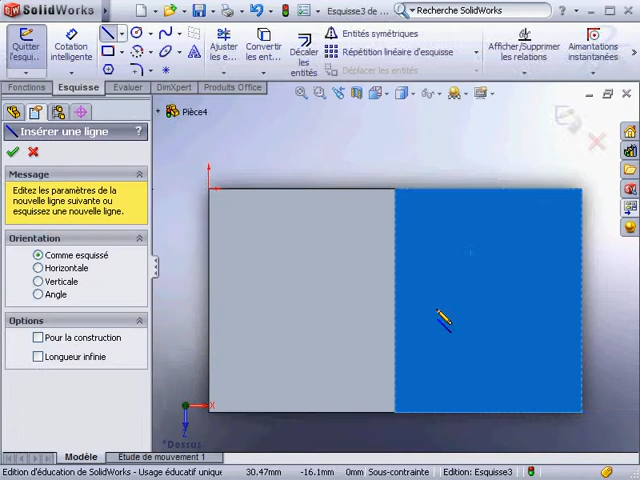 SolidWorks
Esquisse3 de ...
Recherche SolidWorks
Quitter l'esqui...
Cotation intelligente
Ajuster les e...
Convertir les ent...
Décaler les entités
Entités symétriques
Répétition linéaire d'esquisse
Déplacer les entités
Afficher/Supprimer les relations
Aimantations instantanées
Fonctions
Esquisse
Evaluer
DimXpert
Produits Office
Insérer une ligne
Pièce4
Message
Editez les paramètres de la
nouvelle ligne suivante ou
esquissez une nouvelle ligne.
Orientation
Comme esquissé
Horizontale
Verticale
Angle
Options
Pour la construction
Longueur infinie
X
Z
*Dessus
Modèle
Etude de mouvement 1
Edition d'éducation de SolidWorks - Usage éducatif unique
30.47mm
-16.1mm
0mm
Sous-contrainte
Edition: Esquisse3